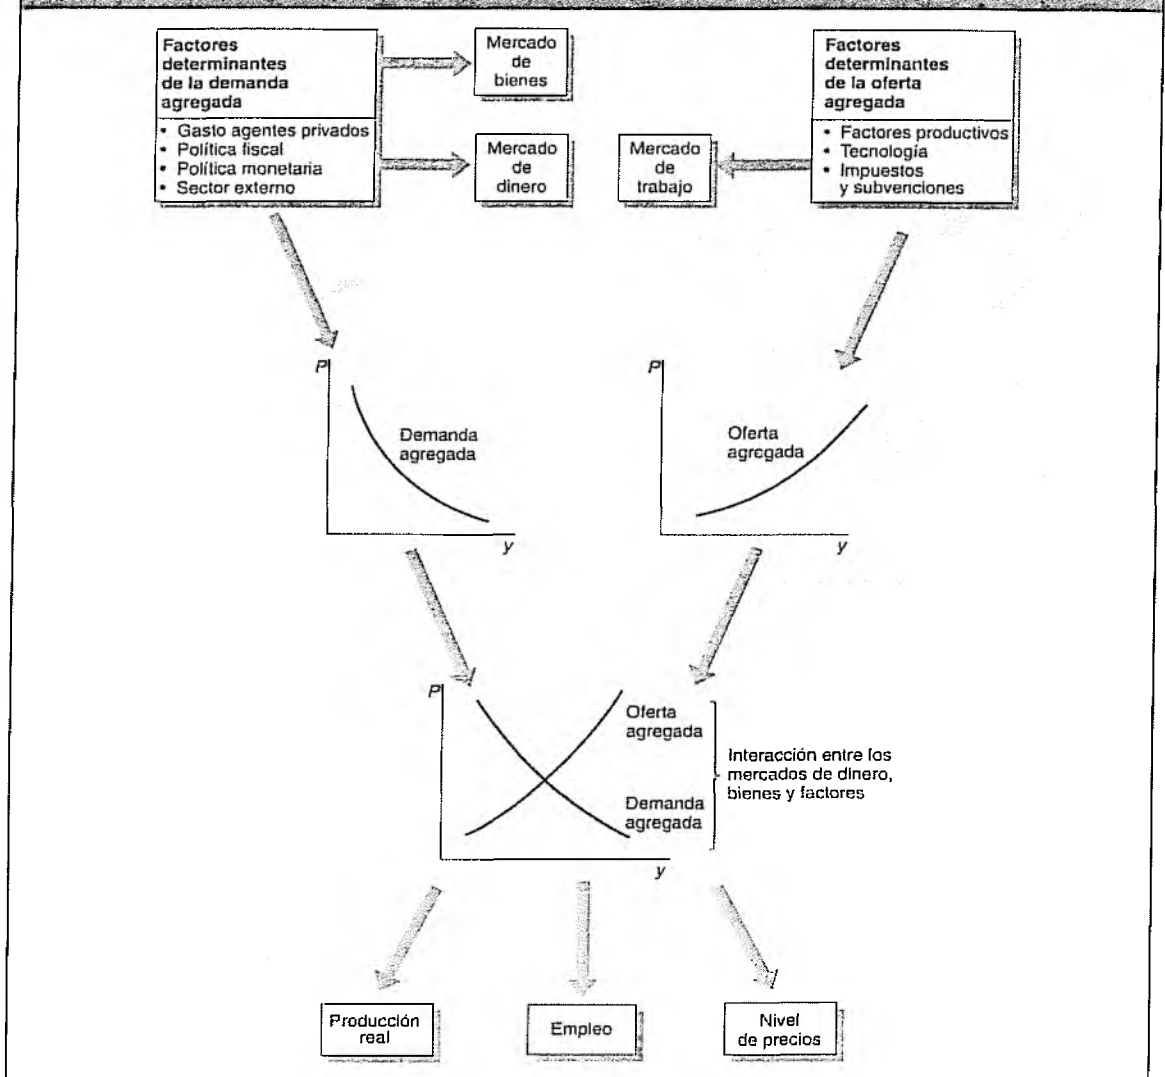 Factores
determinantes
de la demanda
agregada
• Gasto agentes privados
• Política fiscal
• Política monetaria
• Sector externo
Mercado
de
bienes
Mercado
de
dinero
Mercado
de
trabajo
Factores
determinantes
de la oferta
agregada
• Factores productivos
• Tecnología
• Impuestos
y subvenciones
P
Demanda
agregada
y
P
Oferta
agregada
y
P
Oferta
agregada
Demanda
agregada
y
Interacción entre los
mercados de dinero,
bienes y factores
Producción
real
Empleo
Nivel
de precios